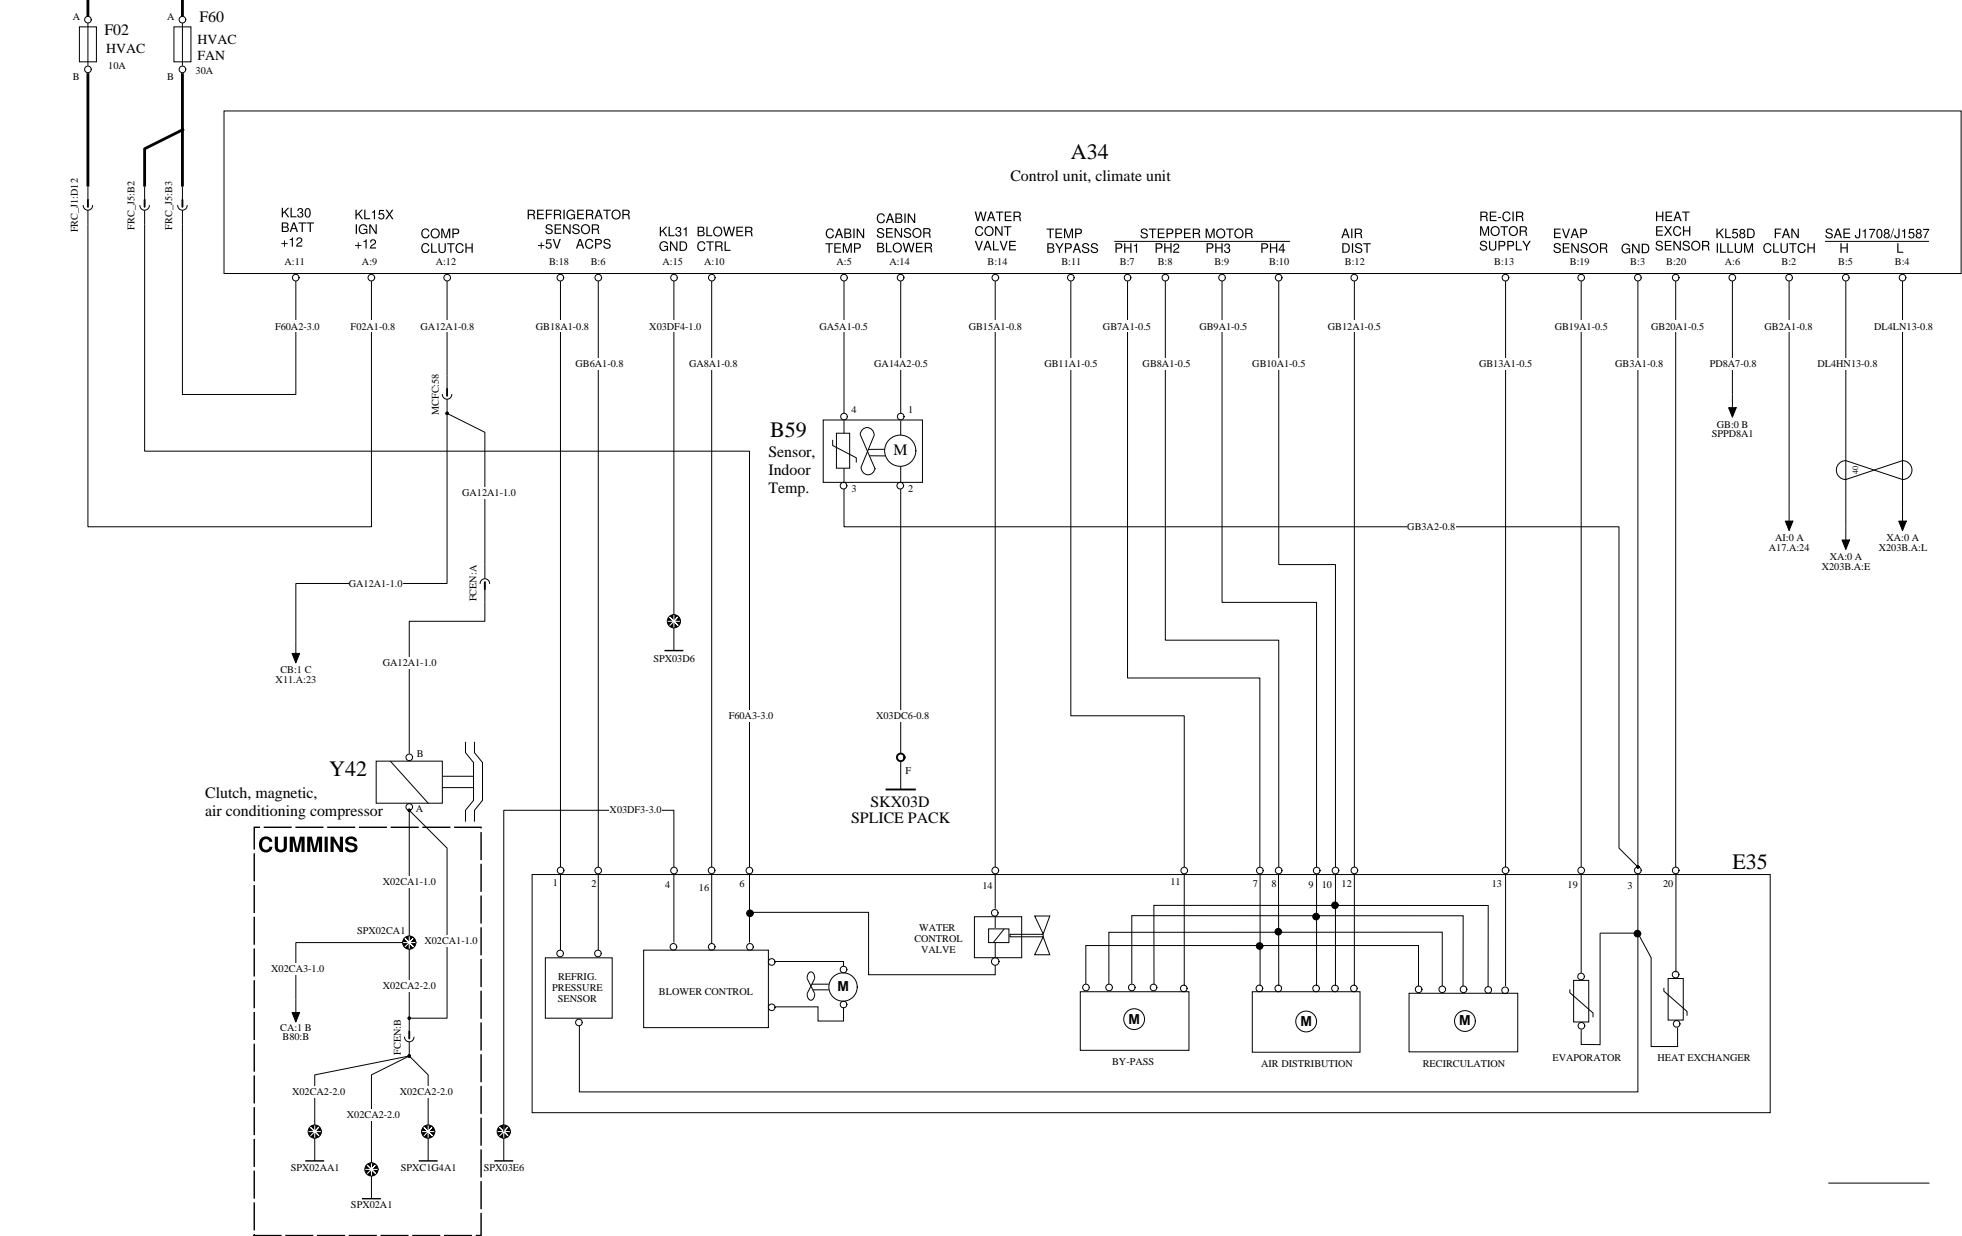 A
F02
HVAC
10A
B
A
F60
HVAC
FAN
30A
B
FRC_J1:D12
FRC_J5:B2
FRC_J5:B3
A34
Control unit, climate unit
KL30
BATT
+12
A:11
KL15X
IGN
+12
A:9
COMP
CLUTCH
A:12
REFRIGERATOR
SENSOR
+5V ACPS
B:18 B:6
KL31
GND
A:15
BLOWER
CTRL
A:10
CABIN
TEMP
A:5
CABIN
SENSOR
BLOWER
A:14
WATER
CONT
VALVE
B:14
TEMP
BYPASS
B:11
STEPPER MOTOR
PH1 PH2 PH3 PH4
B:7 B:8 B:9 B:10
AIR
DIST
B:12
RE-CIR
MOTOR
SUPPLY
B:13
EVAP
SENSOR
B:19
GND
B:3
HEAT
EXCH
SENSOR
B:20
KL58D
ILLUM
A:6
FAN
CLUTCH
B:2
SAE J1708/J1587
H L
B:5 B:4
F60A2-3.0
F02A1-0.8
GA12A1-0.8
GB18A1-0.8
X03DF4-1.0
GA5A1-0.5
GB15A1-0.8
GB7A1-0.5
GB9A1-0.5
GB12A1-0.5
GB19A1-0.5
GB20A1-0.5
GB2A1-0.8
DL4LN13-0.8
GB6A1-0.8
GA8A1-0.8
GA14A2-0.5
GB11A1-0.5
GB8A1-0.5
GB10A1-0.5
GB13A1-0.5
GB3A1-0.8
PD8A7-0.8
DL4HN13-0.8
MCFC:58
4
1
B59
Sensor,
Indoor
Temp.
M
3
2
GB:0 B
SPPD8A1
40
GA12A1-1.0
GB3A2-0.8
AI:0 A
A17.A:24
XA:0 A
X203B.A:E
XA:0 A
X203B.A:L
GA12A1-1.0
FCEN:A
CB:1 C
X11.A:23
GA12A1-1.0
SPX03D6
F60A3-3.0
X03DC6-0.8
F
SKX03D
SPLICE PACK
B
Y42
Clutch, magnetic,
air conditioning compressor
A
X03DF3-3.0
CUMMINS
X02CA1-1.0
SPX02CA1
X02CA1-1.0
X02CA3-1.0
X02CA2-2.0
CA:1 B
B80:B
FCEN:B
X02CA2-2.0
X02CA2-2.0
X02CA2-2.0
SPX02AA1
SPX02A1
SPXC1G4A1
SPX03E6
E35
1
2
4
16
6
14
11
7
8
9
10
12
13
19
3
20
WATER
CONTROL
VALVE
REFRIG.
PRESSURE
SENSOR
BLOWER CONTROL
M
M
BY-PASS
M
AIR DISTRIBUTION
M
RECIRCULATION
EVAPORATOR
HEAT EXCHANGER